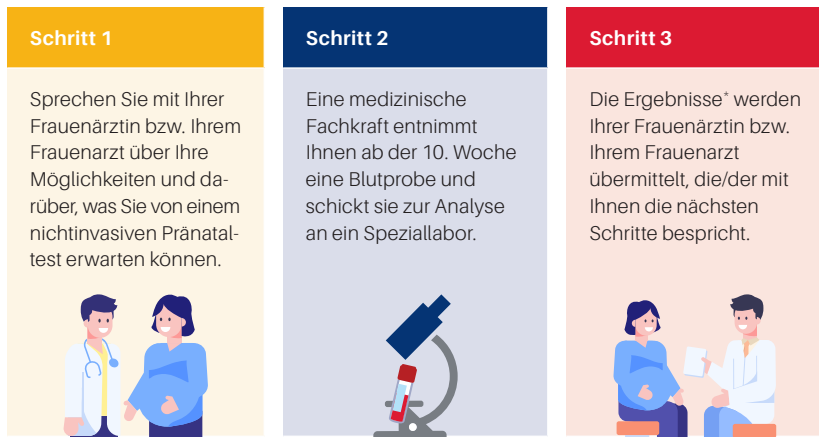 Schritt 1
Sprechen Sie mit Ihrer
Frauenärztin bzw. Ihrem
Frauenarzt über Ihre
Möglichkeiten und da-
rüber, was Sie von einem
nichtinvasiven Pränatal-
test erwarten können.
Schritt 2
Eine medizinische
Fachkraft entnimmt
Ihnen ab der 10. Woche
eine Blutprobe und
schickt sie zur Analyse
an ein Speziallabor.
Schritt 3
Die Ergebnisse* werden
Ihrer Frauenärztin bzw.
Ihrem Frauenarzt
übermittelt, die/der mit
Ihnen die nächsten
Schritte bespricht.